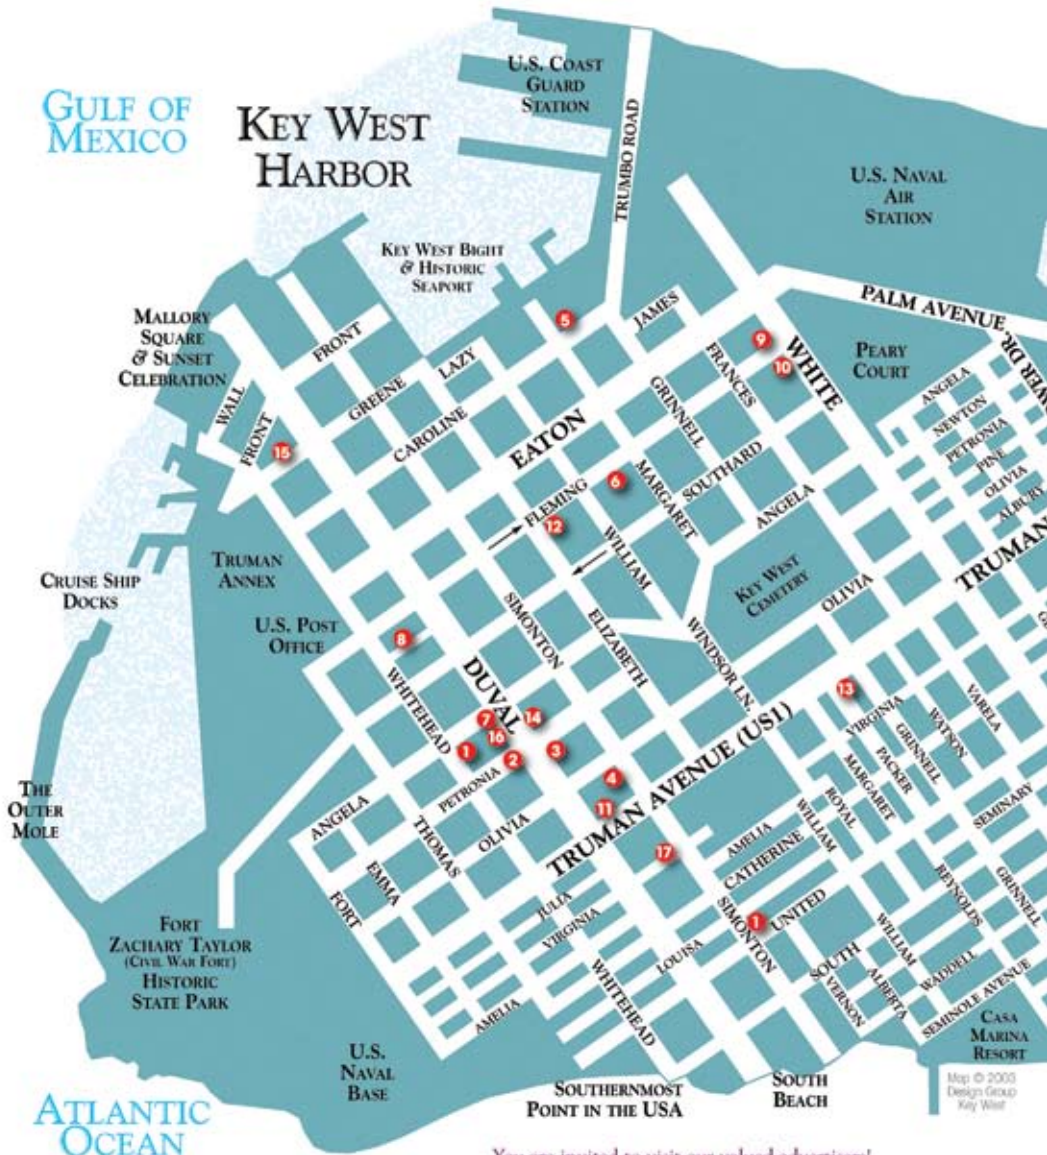 GULF OF
MEXICO
KEY WEST
HARBOR
U.S. COAST
GUARD
STATION
TRUMBO ROAD
U.S. NAVAL
AIR
STATION
KEY WEST BIGHT
& HISTORIC
SEAPORT
MALLORY
SQUARE
& SUNSET
CELEBRATION
WALL
FRONT
FRONT
GREENE
LAZY
CAROLINE
5
JAMES
EATON
FRANCES
GRINNELL
9
10
WHITE
PALM AVENUE
PEARY
COURT
ANGELA
NEWTON
PETRONIA
PINE
OLIVIA
ALBURY
TRUMAN
15
FLEMING
6
12
MARGARET
SOUTHARD
ANGELA
WILLIAM
KEY WEST
CEMETERY
OLIVIA
CRUISE SHIP
DOCKS
TRUMAN
ANNEX
U.S. POST
OFFICE
8
SIMONTON
ELIZABETH
WINDSOR LN.
WHITEHEAD
DUVAL
7
16
14
1
2
3
4
11
13
17
TRUMAN AVENUE (US1)
VIRGINIA
WATSON
VARELA
GRINNELL
PACKER
MARGARET
ROYAL
WILLIAM
SEMINARY
THE
OUTER
MOLE
ANGELA
PETRONIA
THOMAS
OLIVIA
EMMA
FORT
JULIA
VIRGINIA
AMELIA
CATHERINE
UNITED
1
SIMONTON
LOUISA
WHITEHEAD
AMELIA
SOUTH
VERNON
WILLIAM
ALBERTA
REYNOLDS
WADDELL
GRINNELL
SEMINOLE AVENUE
FORT
ZACHARY TAYLOR
(CIVIL WAR FORT)
HISTORIC
STATE PARK
U.S.
NAVAL
BASE
CASA
MARINA
RESORT
SOUTHERNMOST
POINT IN THE USA
SOUTH
BEACH
Map © 2003
Design Group
Key West
ATLANTIC
OCEAN
You are invited to visit our valued advertisers!